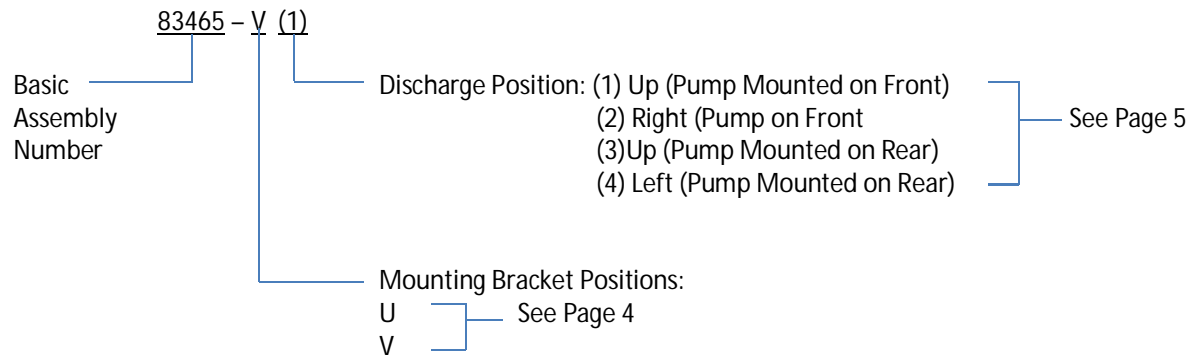 83465 – V (1)
Basic
Assembly
Number
Discharge Position: (1) Up (Pump Mounted on Front)
(2) Right (Pump on Front
(3)Up (Pump Mounted on Rear)
(4) Left (Pump Mounted on Rear)
See Page 5
Mounting Bracket Positions:
U
V
See Page 4